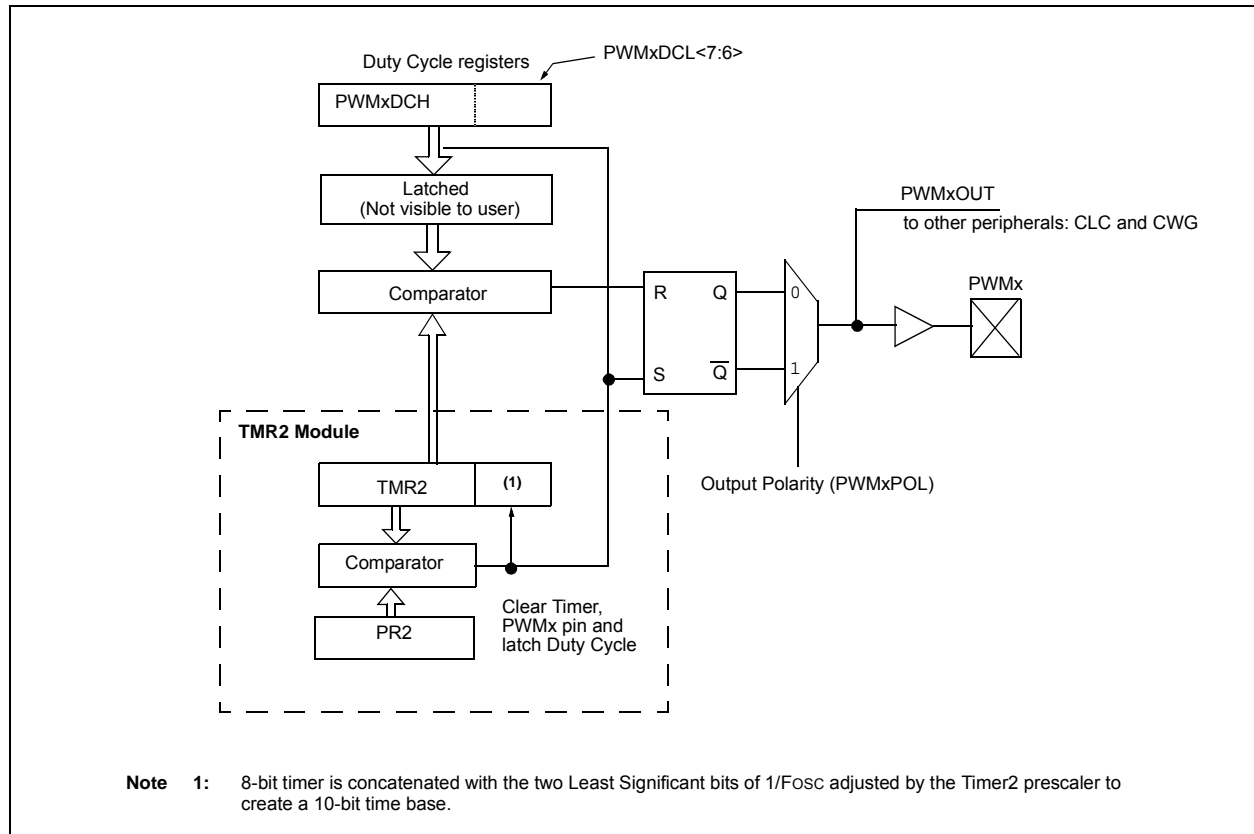 Duty Cycle registers
PWMxDCL<7:6>
PWMxDCH
Latched
(Not visible to user)
Comparator
R
Q
S
Q̅
0
1
PWMxOUT
to other peripherals: CLC and CWG
PWMx
Output Polarity (PWMxPOL)
TMR2 Module
TMR2
(1)
Comparator
PR2
Clear Timer,
PWMx pin and
latch Duty Cycle
Note 1: 8-bit timer is concatenated with the two Least Significant bits of 1/FOSC adjusted by the Timer2 prescaler to
create a 10-bit time base.